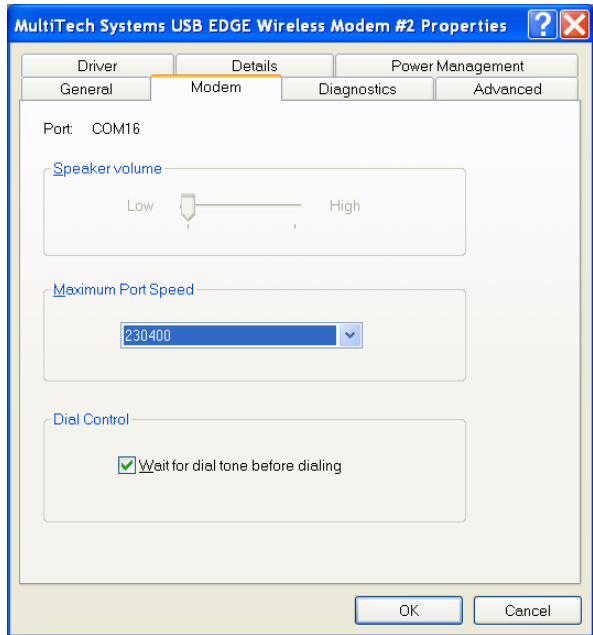 MultiTech Systems USB EDGE Wireless Modem #2 Properties
Driver Details Power Management
General Modem Diagnostics Advanced
Port: COM16
Speaker volume
Low High
Maximum Port Speed
230400
Dial Control
Wait for dial tone before dialing
OK Cancel